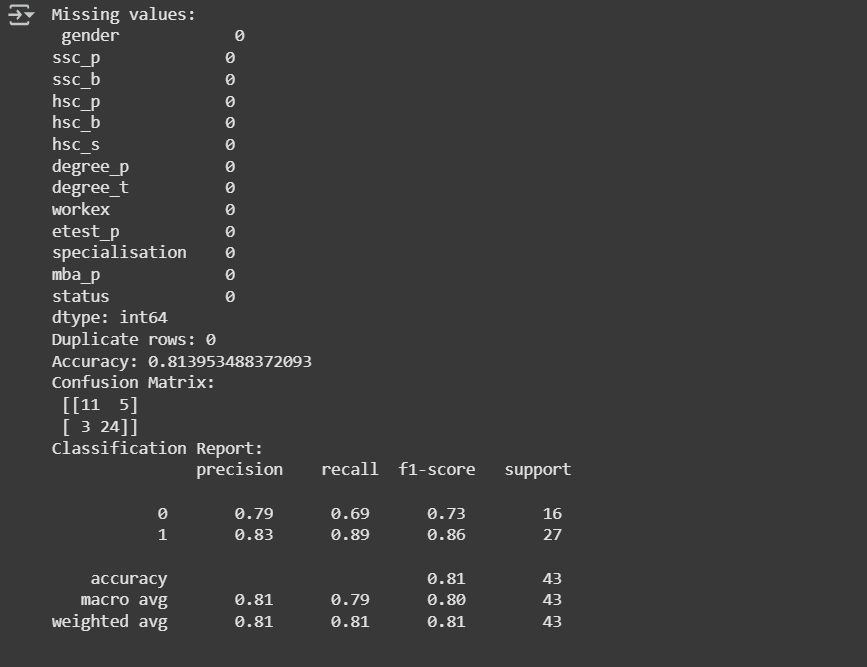 Missing values:
 gender            0
ssc_p             0
ssc_b             0
hsc_p             0
hsc_b             0
hsc_s             0
degree_p          0
degree_t          0
workex            0
etest_p           0
specialisation    0
mba_p             0
status            0
dtype: int64
Duplicate rows: 0
Accuracy: 0.813953488372093
Confusion Matrix:
 [[11  5]
 [ 3 24]]
Classification Report:
               precision    recall  f1-score   support

           0       0.79      0.69      0.73        16
           1       0.83      0.89      0.86        27

    accuracy                           0.81        43
   macro avg       0.81      0.79      0.80        43
weighted avg       0.81      0.81      0.81        43